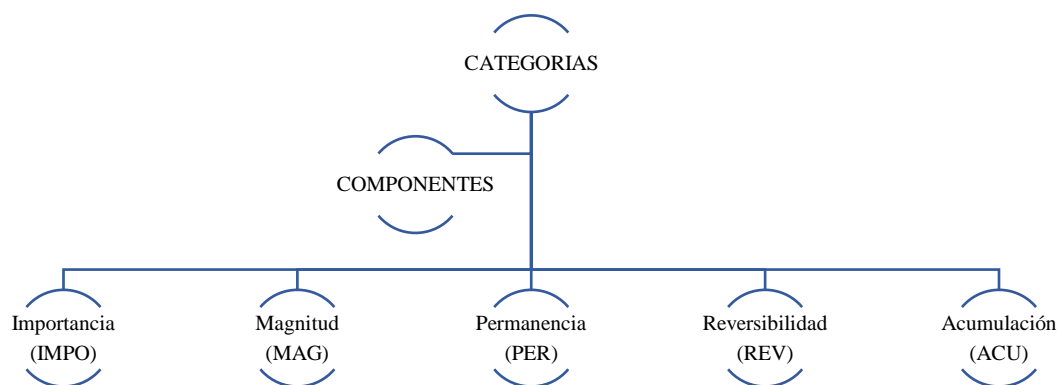 CATEGORIAS
COMPONENTES
Importancia
(IMPO)
Magnitud
(MAG)
Permanencia
(PER)
Reversibilidad
(REV)
Acumulación
(ACU)